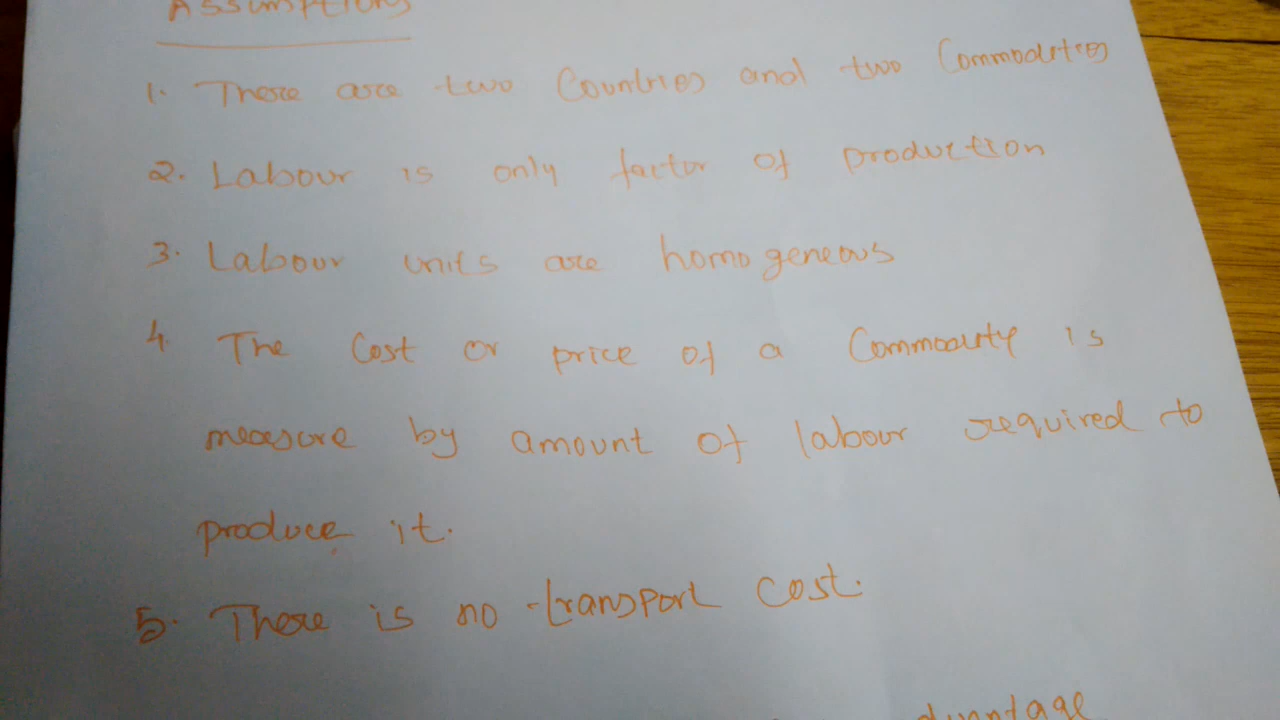 Assumptions
1. There are two Countries and two Commodities
2. Labour is only factor of production
3. Labour units are homogeneous
4. The Cost or price of a Commodity is
measure by amount of labour required to
produce it.
5. There is no transport cost.